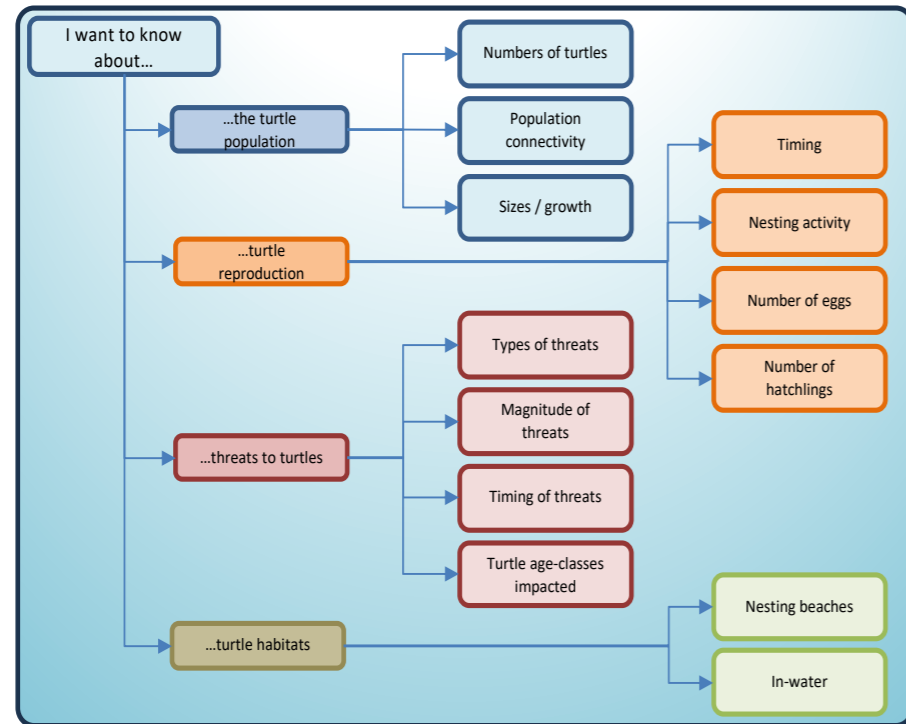 I want to know
about...
...the turtle
population
Numbers of turtles
Population
connectivity
Sizes / growth
...turtle
reproduction
Timing
Nesting activity
Number of eggs
Number of
hatchlings
...threats to turtles
Types of threats
Magnitude of
threats
Timing of threats
Turtle age-classes
impacted
...turtle habitats
Nesting beaches
In-water